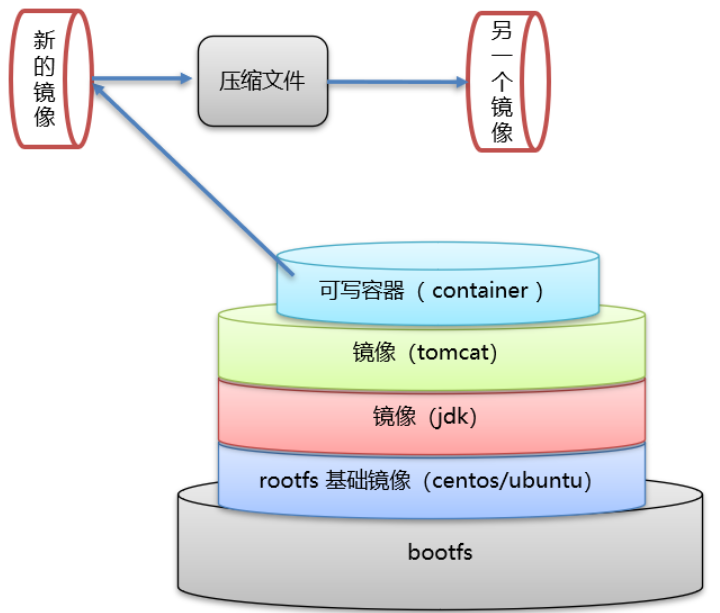 新的镜像
压缩文件
另一个镜像
可写容器（ container ）
镜像（tomcat）
镜像（jdk）
rootfs 基础镜像（centos/ubuntu）
bootfs